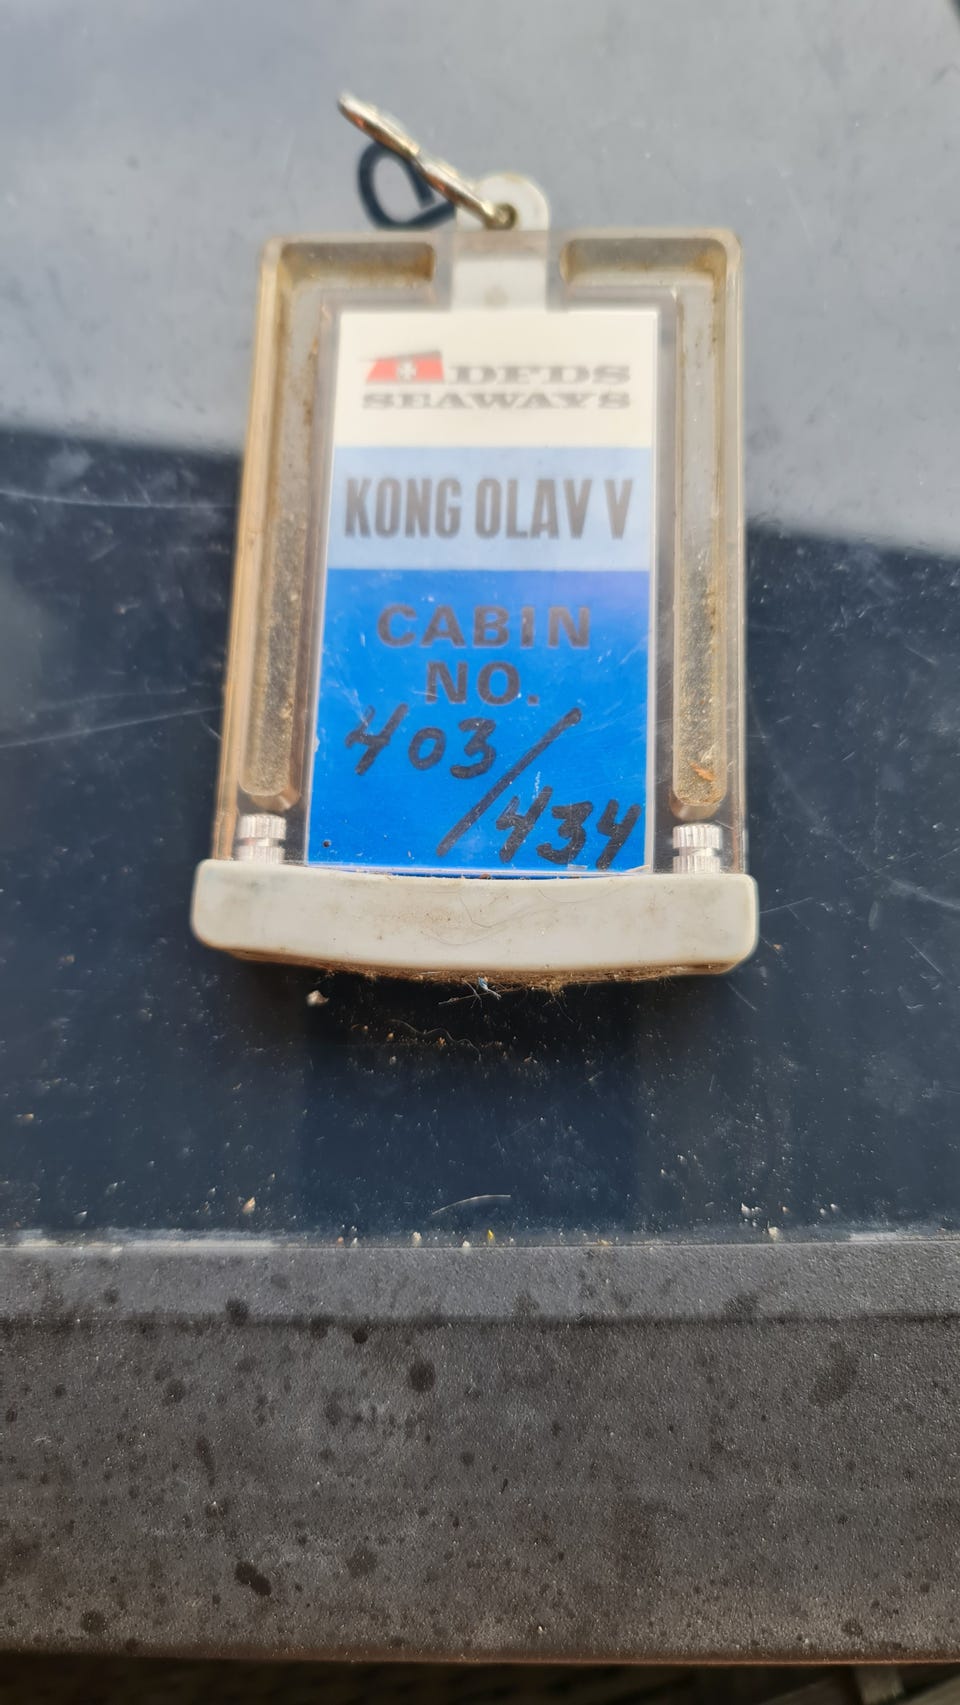 DFDS
SEAWAYS
KONG OLAV V
CABIN
NO.
403/
/434